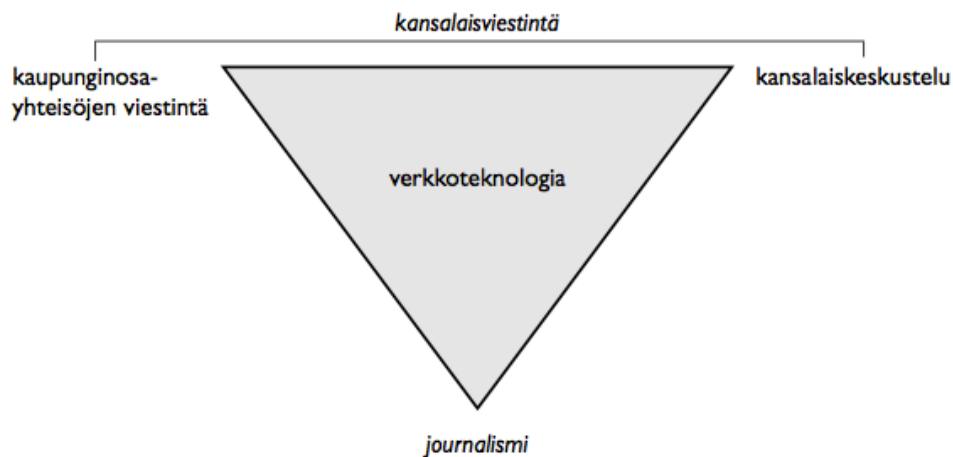 kansalaisviestintä
kaupunginosa-
yhteisöjen viestintä
kansalaiskeskustelu
verkkoteknologia
journalismi